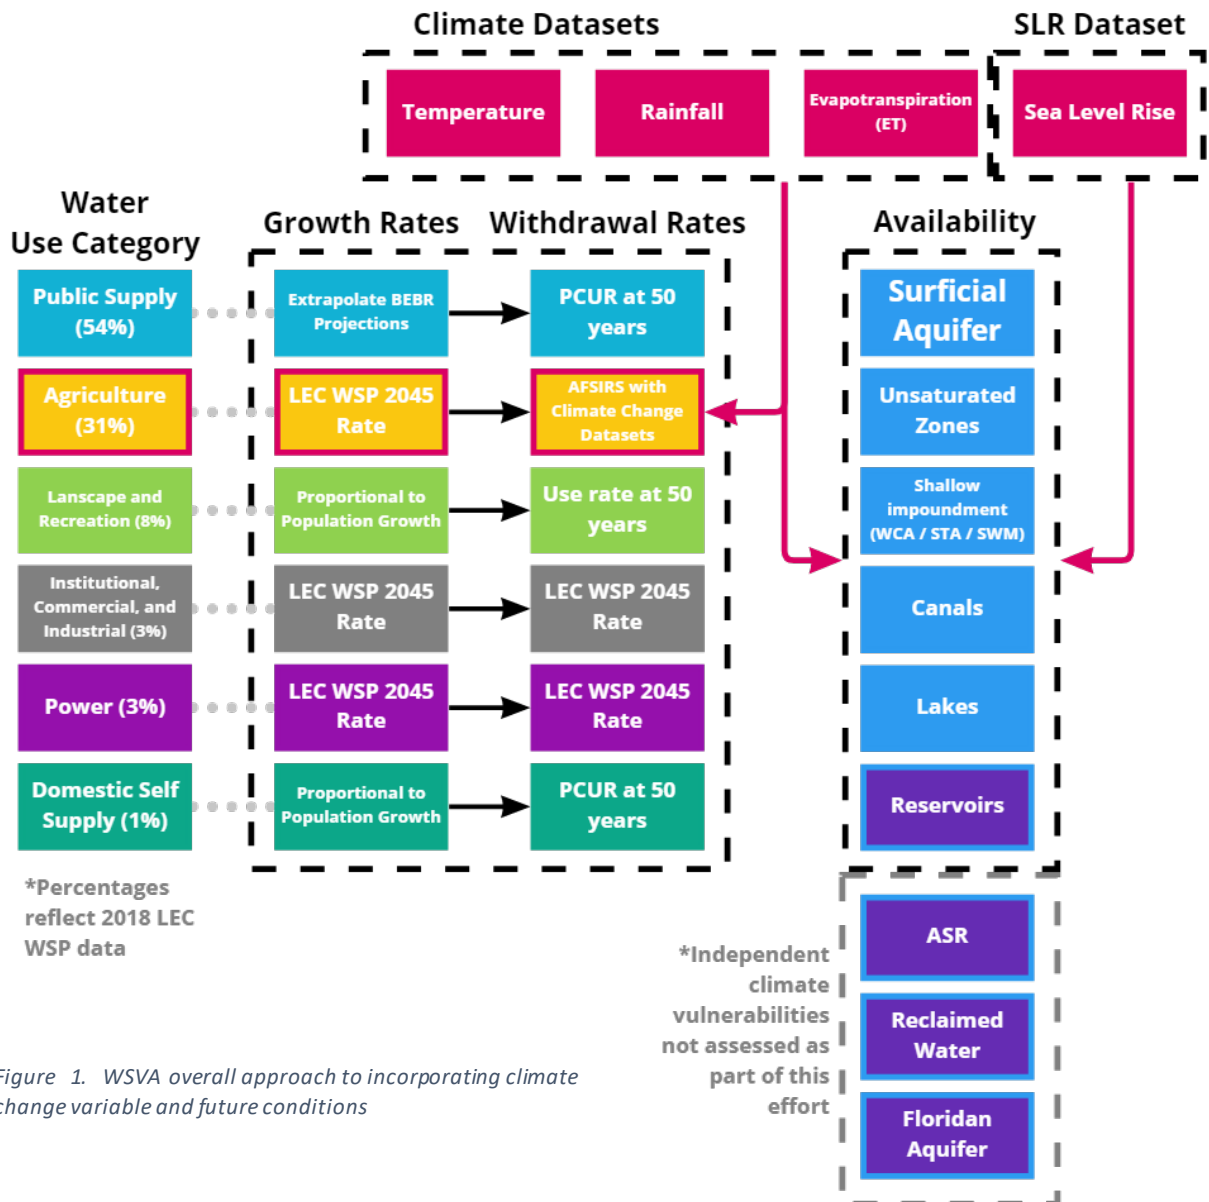 Climate Datasets
SLR Dataset
Temperature
Rainfall
Evapotranspiration
(ET)
Sea Level Rise
Water
Use Category
Growth Rates
Withdrawal Rates
Availability
Public Supply
(54%)
Extrapolate BEBR
Projections
PCUR at 50
years
Surficial
Aquifer
Agriculture
(31%)
LEC WSP 2045
Rate
AFSIRS with
Climate Change
Datasets
Unsaturated
Zones
Lanscape and
Recreation (8%)
Proportional to
Population Growth
Use rate at 50
years
Shallow
impoundment
(WCA / STA / SWM)
Institutional,
Commercial, and
Industrial (3%)
LEC WSP 2045
Rate
LEC WSP 2045
Rate
Canals
Power (3%)
LEC WSP 2045
Rate
LEC WSP 2045
Rate
Lakes
Domestic Self
Supply (1%)
Proportional to
Population Growth
PCUR at 50
years
Reservoirs
*Percentages
reflect 2018 LEC
WSP data
*Independent
climate
vulnerabilities
not assessed as
part of this
effort
ASR
Reclaimed
Water
Floridan
Aquifer
Figure 1. WSVA overall approach to incorporating climate
change variable and future conditions